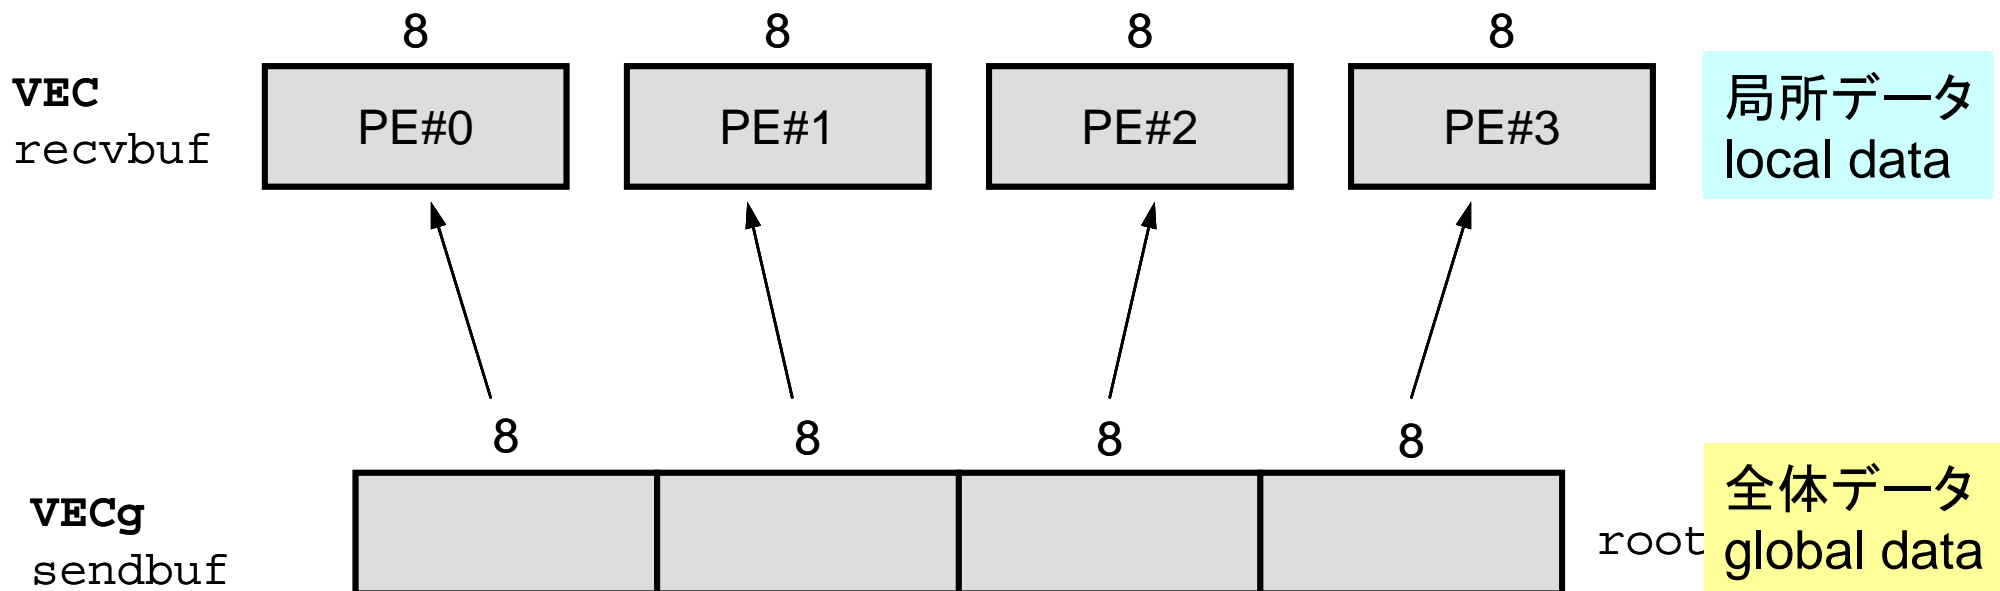 8 8 8 8
VEC
recvbuf
PE#0 PE#1 PE#2 PE#3
局所データ
local data
8 8 8 8
VECg
sendbuf
root
全体データ
global data